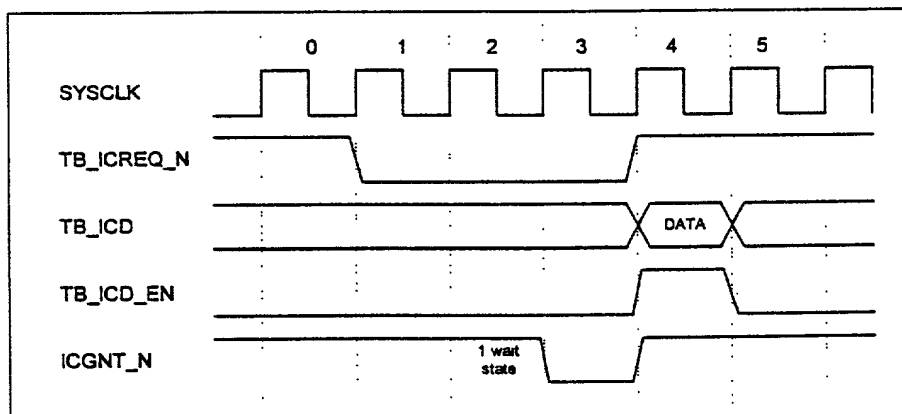 0 1 2 3 4 5
SYSCLK
TB_ICREQ_N
TB_ICD
DATA
TB_ICD_EN
ICGNT_N
1 wait
state